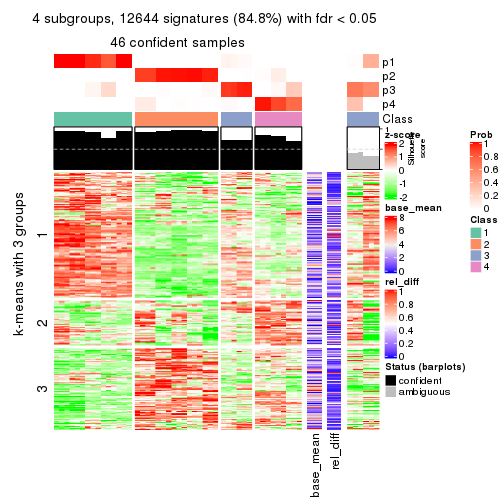 4 subgroups, 12644 signatures (84.8%) with fdr < 0.05
46 confident samples
p1
p2
p3
p4
Class
1
Silhouette
score
k-means with 3 groups
1
2
3
base_mean
rel_diff
z-score
2
1
0
-1
-2
base_mean
8
6
4
2
0
rel_diff
1
0.8
0.6
0.4
0.2
0
Status (barplots)
confident
ambiguous
Prob
1
0.8
0.6
0.4
0.2
0
Class
1
2
3
4